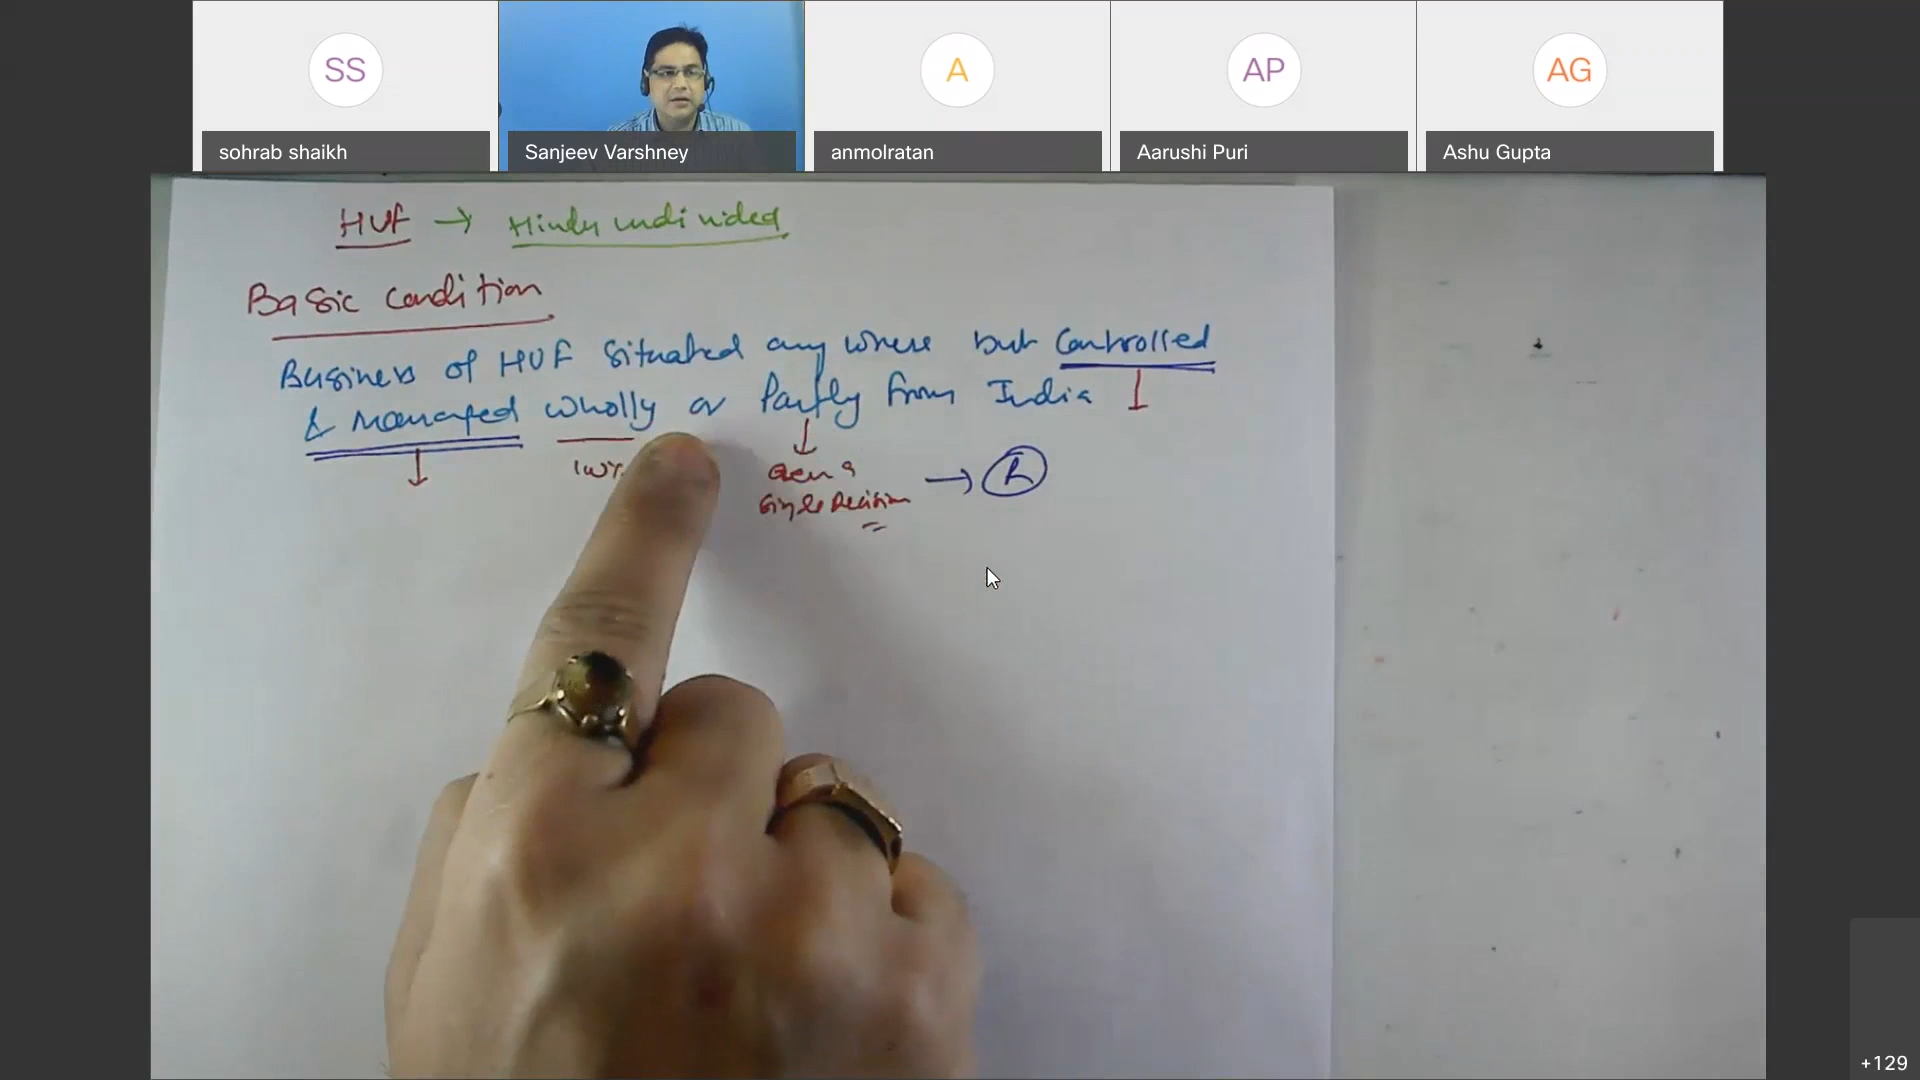 SS
A
AP
AG
sohrab shaikh
Sanjeev Varshney
anmolratan
Aarushi Puri
Ashu Gupta
HUF → Hindu undivided
Basic condition
Business of HUF Situated any where but Controlled
& Managed wholly or Partly from India
Single Decision → R
+129